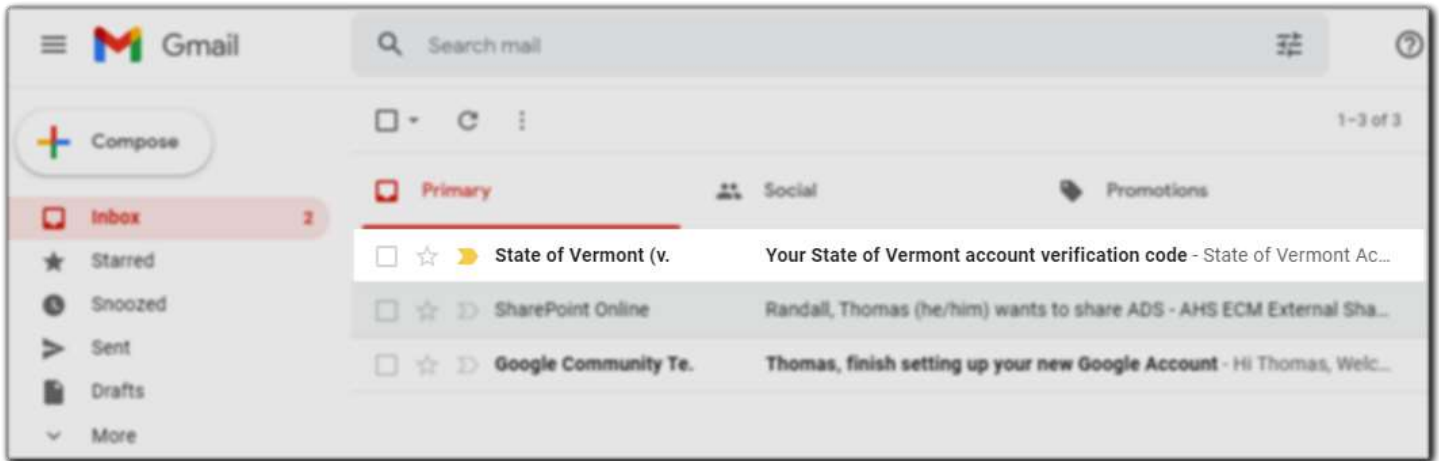 Gmail
Search mail
Compose
1-3 of 3
Primary
Social
Promotions
Inbox 2
State of Vermont (v. Your State of Vermont account verification code - State of Vermont Ac...
Starred
Snoozed
SharePoint Online Randall, Thomas (he/him) wants to share ADS - AHS ECM External Sha...
Sent
Google Community Te. Thomas, finish setting up your new Google Account - Hi Thomas, Welc...
Drafts
More